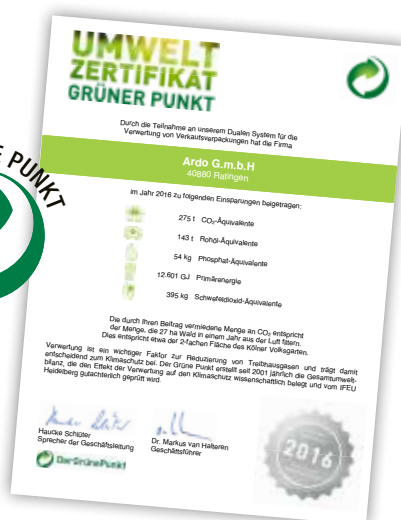 UMWELT
ZERTIFIKAT
GRÜNER PUNKT
Durch die Teilnahme an unserem Dualen System für die
Verwertung von Verkaufsverpackungen hat die Firma
Ardo G.m.b.H
40880 Ratingen
im Jahr 2016 zu folgenden Einsparungen beigetragen:
275 t CO₂-Äquivalente
143 t Rohöl-Äquivalente
54 kg Phosphat-Äquivalente
12.601 GJ Primärenergie
395 kg Schwefeldioxid-Äquivalente
Die durch Ihren Beitrag vermiedene Menge an CO₂ entspricht
der Menge, die 27 ha Wald in einem Jahr aus der Luft filtern.
Dies entspricht etwa der 2-fachen Fläche des Kölner Volksgarten.
Verwertung ist ein wichtiger Faktor zur Reduzierung von Treibhausgasen und trägt damit
entscheidend zum Klimaschutz bei. Der Grüne Punkt erstellt seit 2001 jährlich die Gesamtumwelt-
bilanz, die den Effekt der Verwertung auf den Klimaschutz wissenschaftlich belegt und vom IFEU
Heidelberg gutachterlich geprüft wird.
Haucke Schlüter
Sprecher der Geschäftsleitung
Dr. Markus van Halteren
Geschäftsführer
Der Grüne Punkt
2016
PUNKT